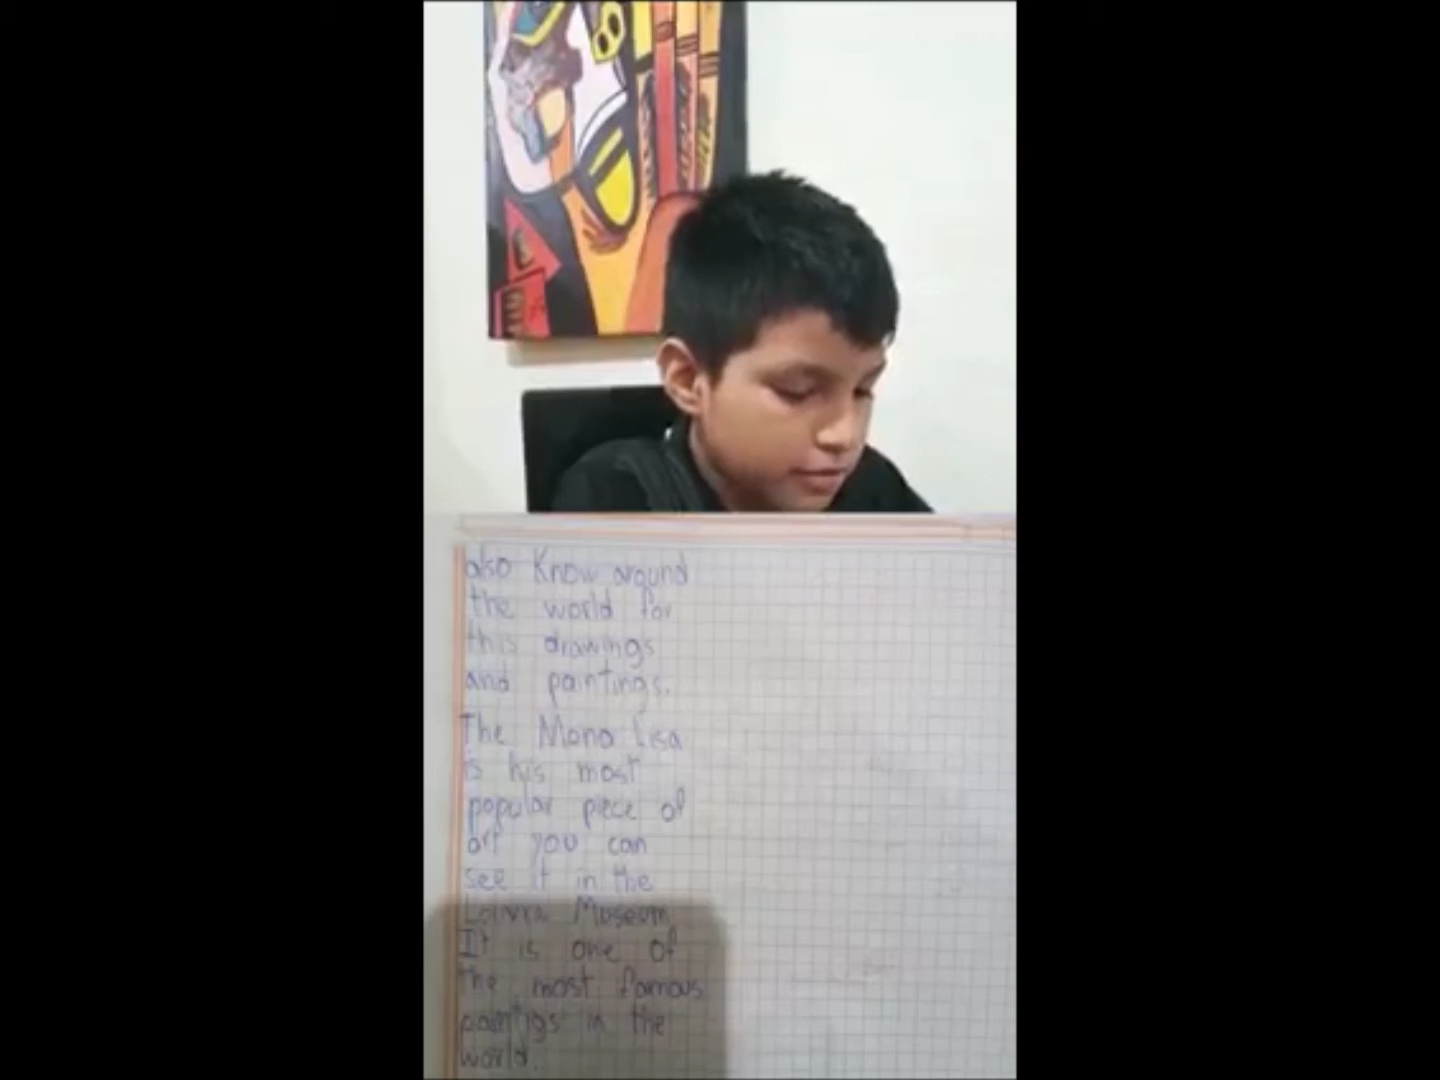 also Know around
the world for
this drawings
and paintings.
The Mona Lisa
is his most
popular piece of
art you can
see it in the
Louvra Museum
It is one of
the most famous
paintigs in the
world.